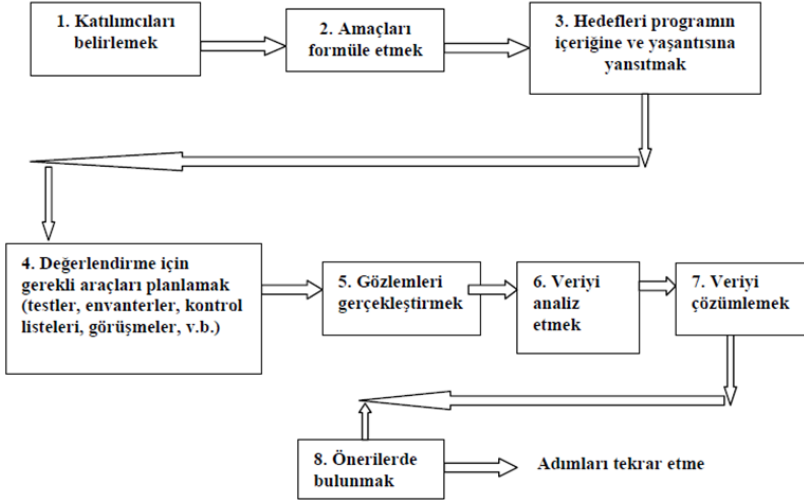 1. Katılımcıları
belirlemek
2. Amaçları
formüle etmek
3. Hedefleri programın
içeriğine ve yaşantısına
yansıtmak
4. Değerlendirme için
gerekli araçları planlamak
(testler, envanterler, kontrol
listeleri, görüşmeler, v.b.)
5. Gözlemleri
gerçekleştirmek
6. Veriyi
analiz
etmek
7. Veriyi
çözümlemek
8. Önerilerde
bulunmak
Adımları tekrar etme